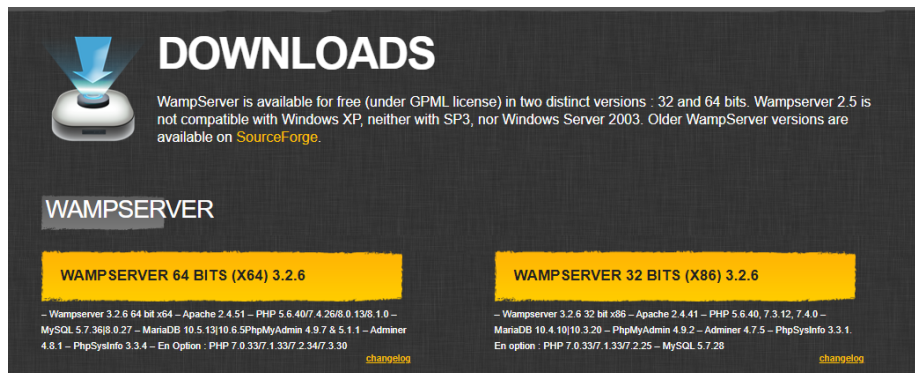 DOWNLOADS
WampServer is available for free (under GPML license) in two distinct versions : 32 and 64 bits. Wampserver 2.5 is
not compatible with Windows XP, neither with SP3, nor Windows Server 2003. Older WampServer versions are
available on SourceForge.
WAMPSERVER
WAMPSERVER 64 BITS (X64) 3.2.6
– Wampserver 3.2.6 64 bit x64 – Apache 2.4.51 – PHP 5.6.40/7.4.26/8.0.13/8.1.0 –
MySQL 5.7.36|8.0.27 – MariaDB 10.5.13|10.6.5PhpMyAdmin 4.9.7 & 5.1.1 – Adminer
4.8.1 – PhpSysInfo 3.3.4 – En Option : PHP 7.0.33/7.1.33/7.2.34/7.3.30
changelog
WAMPSERVER 32 BITS (X86) 3.2.6
– Wampserver 3.2.6 32 bit x86 – Apache 2.4.41 – PHP 5.6.40, 7.3.12, 7.4.0 –
MariaDB 10.4.10|10.3.20 – PhpMyAdmin 4.9.2 – Adminer 4.7.5 – PhpSysInfo 3.3.1.
En option : PHP 7.0.33/7.1.33/7.2.25 – MySQL 5.7.28
changelog